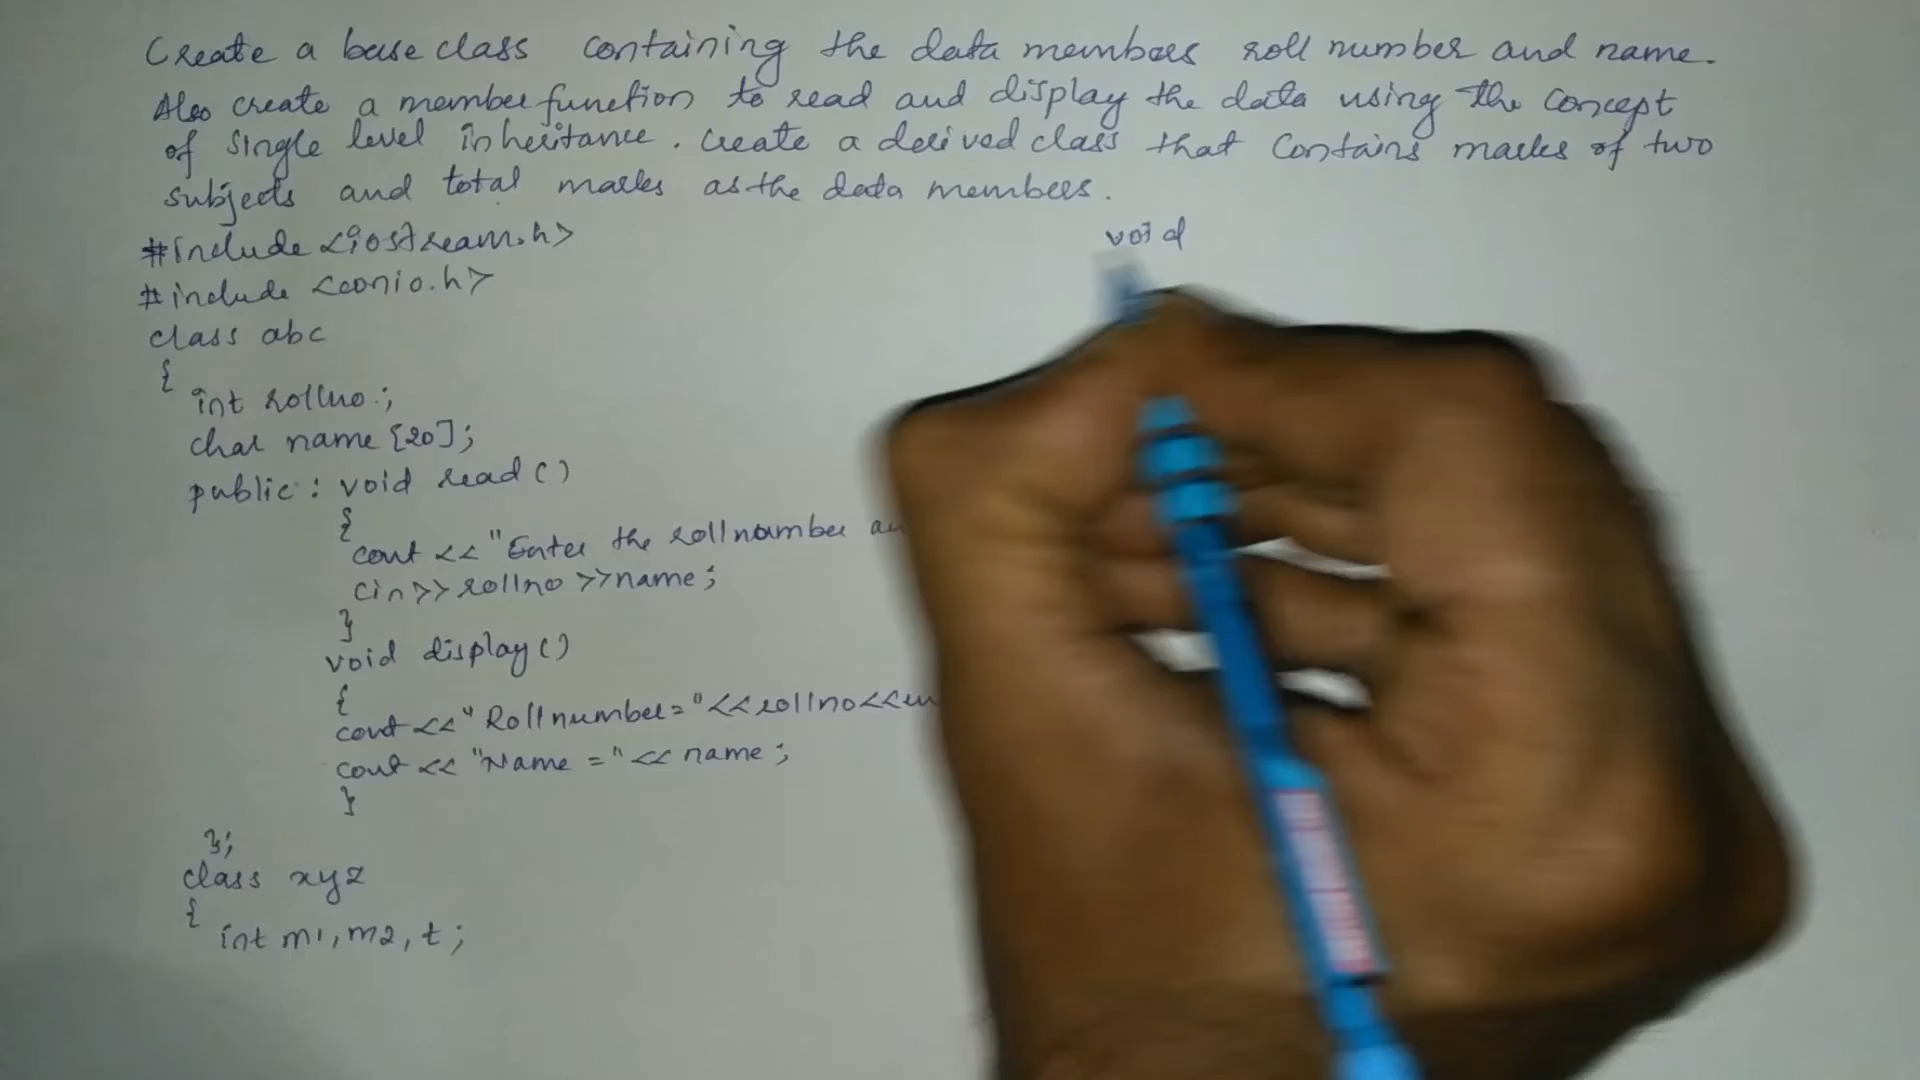 Create a base class containing the data members roll number and name.
Also create a member function to read and display the data using the concept
of single level inheritance. Create a derived class that contains marks of two
subjects and total marks as the data members.
#include <iostream.h>
#include <conio.h>
class abc
{
int rollno;
char name [20];
public: void read()
{
cout << "Enter the rollnumber
cin>>rollno >>name;
}
void display()
{
cout <<"Rollnumber="<<rollno<<
cout << "Name =" << name;
}
};
class xyz
{
int m1, m2, t;
void